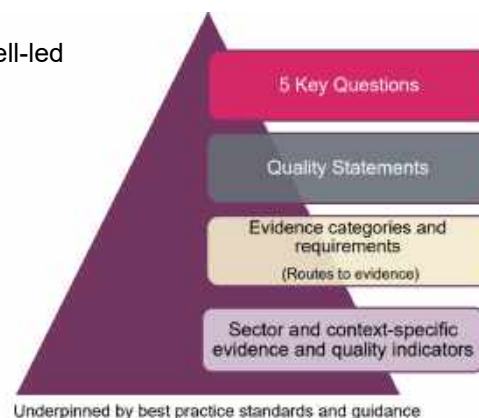 ell-led
5 Key Questions
Quality Statements
Evidence categories and
requirements
(Routes to evidence)
Sector and context-specific
evidence and quality indicators
Underpinned by best practice standards and guidance